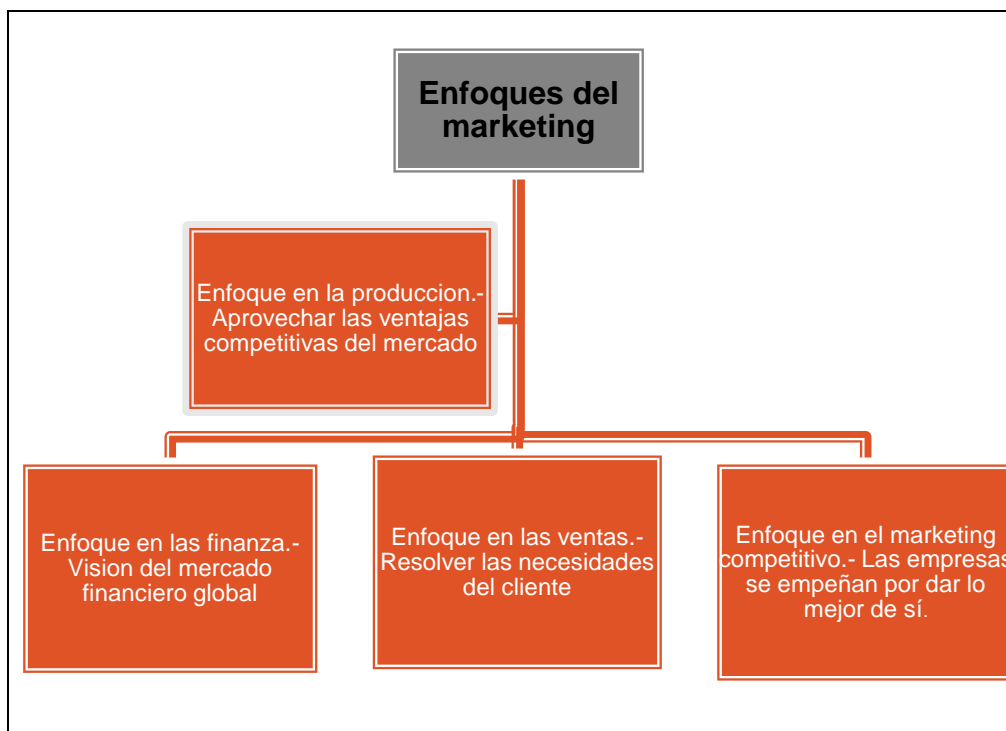 Enfoques del
marketing
Enfoque en la produccion.-
Aprovechar las ventajas
competitivas del mercado
Enfoque en las finanza.-
Vision del mercado
financiero global
Enfoque en las ventas.-
Resolver las necesidades
del cliente
Enfoque en el marketing
competitivo.- Las empresas
se empeñan por dar lo
mejor de sí.